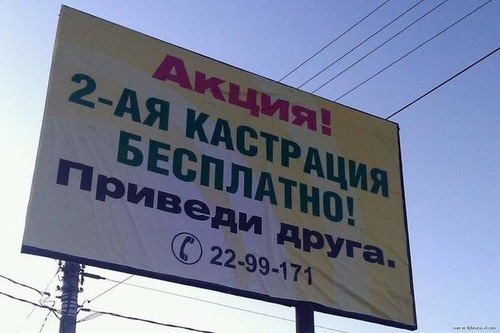 Акция!
2-АЯ КАСТРАЦИЯ
БЕСПЛАТНО!
Приведи друга.
22-99-171